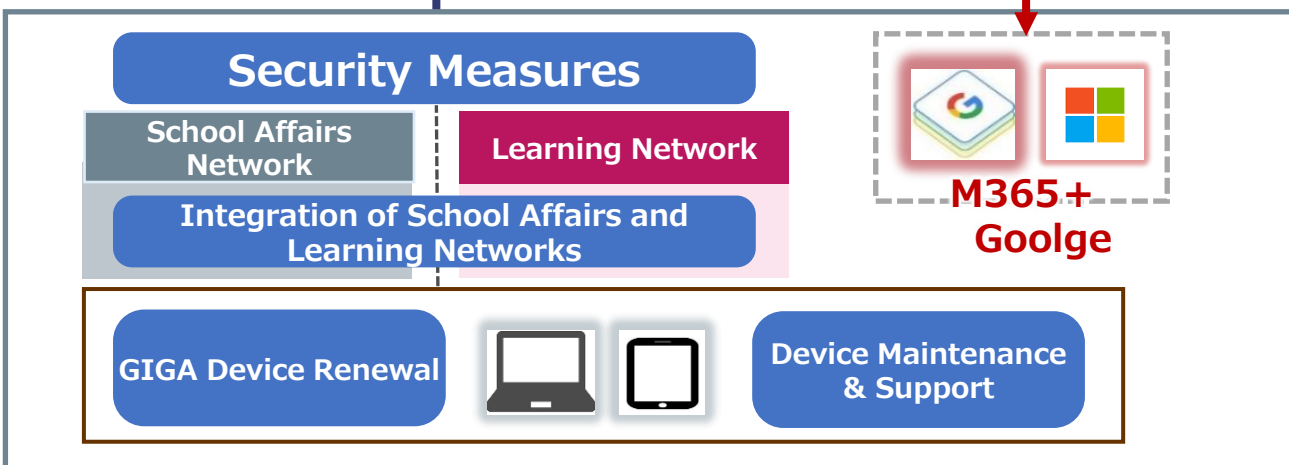 Security Measures
School Affairs
Network
Learning Network
Integration of School Affairs and
Learning Networks
M365+
Goolge
GIGA Device Renewal
Device Maintenance
& Support